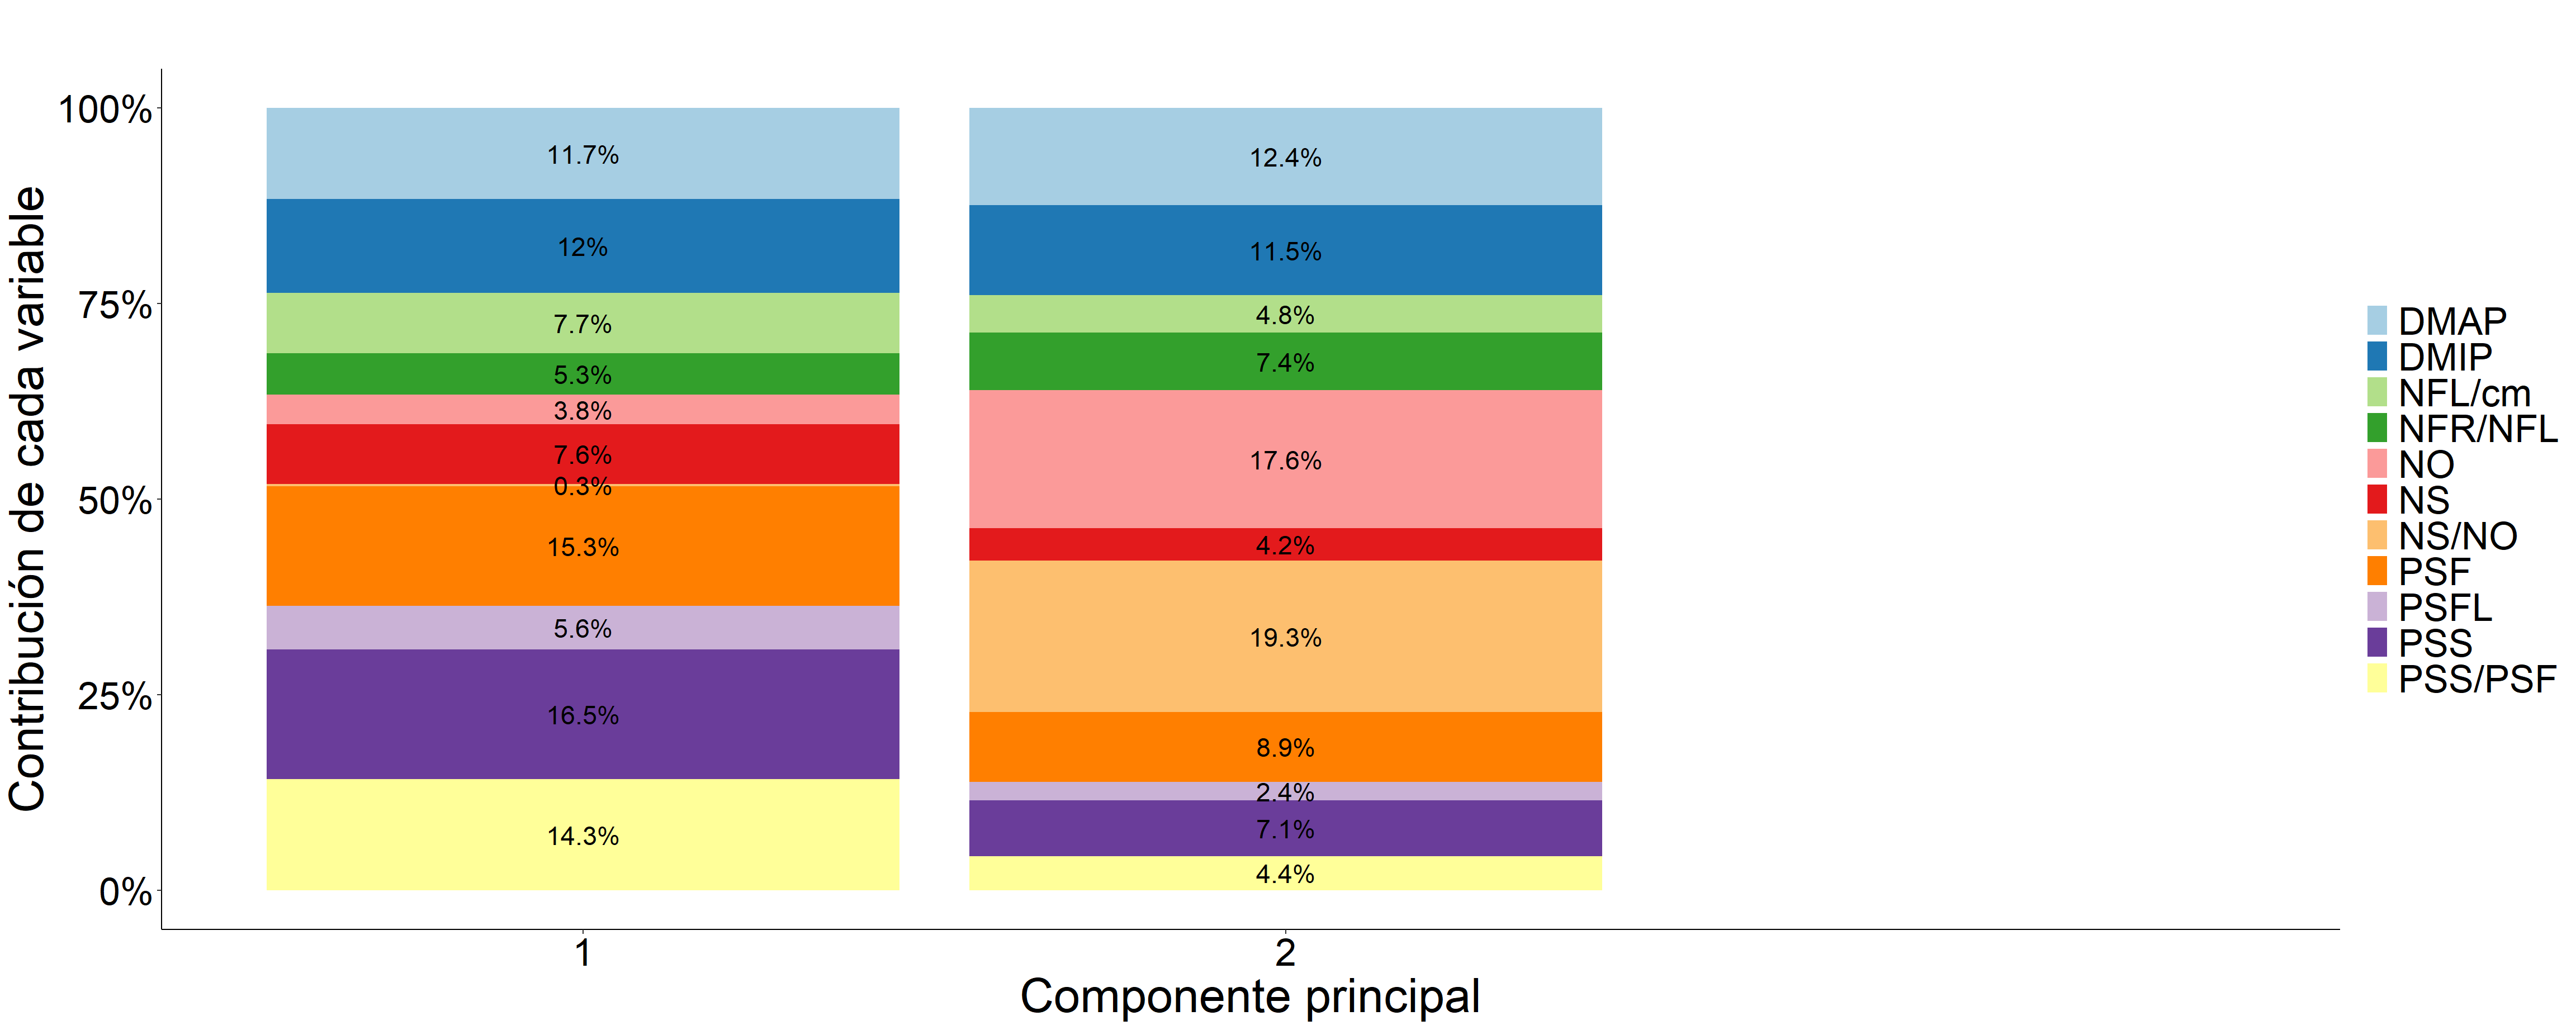 Contribución de cada variable
100%
75%
50%
25%
0%
11.7%
12%
7.7%
5.3%
3.8%
7.6%
0.3%
15.3%
5.6%
16.5%
14.3%
12.4%
11.5%
4.8%
7.4%
17.6%
4.2%
19.3%
8.9%
2.4%
7.1%
4.4%
1
2
Componente principal
DMAP
DMIP
NFL/cm
NFR/NFL
NO
NS
NS/NO
PSF
PSFL
PSS
PSS/PSF